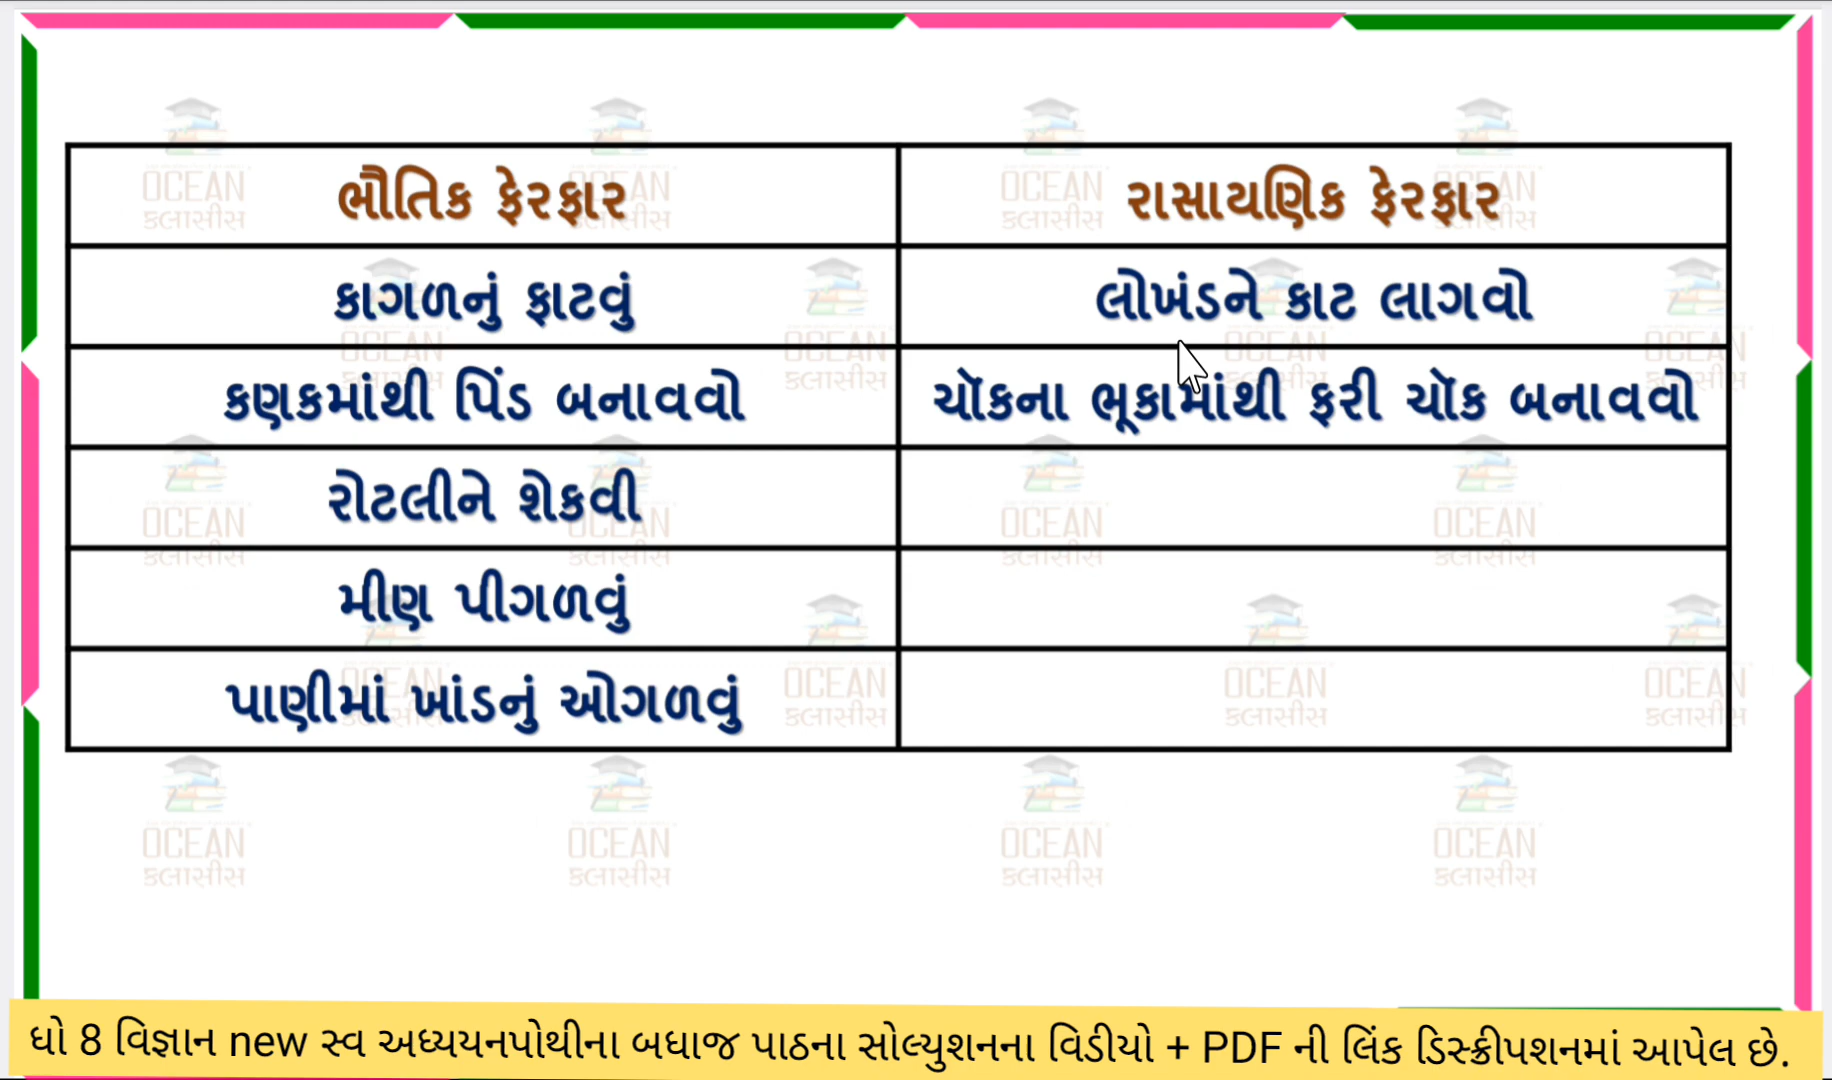 ભૌતિક ફેરફાર
રાસાયણિક ફેરફાર
કાગળનું ફાટવું
લોખંડને કાટ લાગવો
કણકમાંથી પિંડ બનાવવો
ચૉકના ભૂકામાંથી ફરી ચૉક બનાવવો
રોટલીને શેકવી
મીણ પીગળવું
પાણીમાં ખાંડનું ઓગળવું
OCEAN
ક્લાસીસ
ધો 8 વિજ્ઞાન new સ્વ અધ્યયનપોથીના બધાજ પાઠના સોલ્યુશનના વિડીયો + PDF ની લિંક ડિસ્ક્રીપશનમાં આપેલ છે.